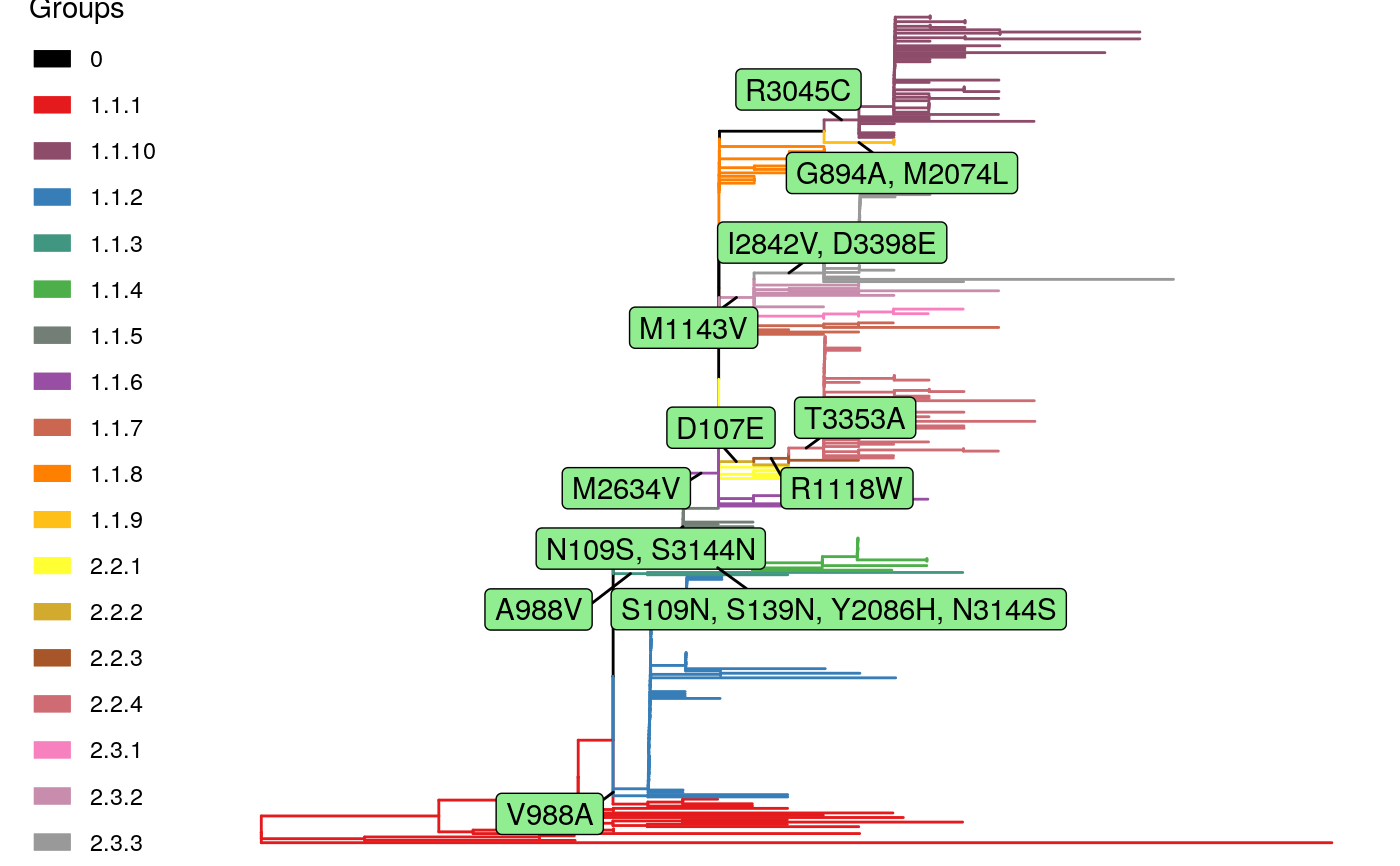 Groups
0
1.1.1
1.1.10
1.1.2
1.1.3
1.1.4
1.1.5
1.1.6
1.1.7
1.1.8
1.1.9
2.2.1
2.2.2
2.2.3
2.2.4
2.3.1
2.3.2
2.3.3
R3045C
G894A, M2074L
I2842V, D3398E
M1143V
T3353A
D107E
M2634V
R1118W
N109S, S3144N
A988V
S109N, S139N, Y2086H, N3144S
V988A